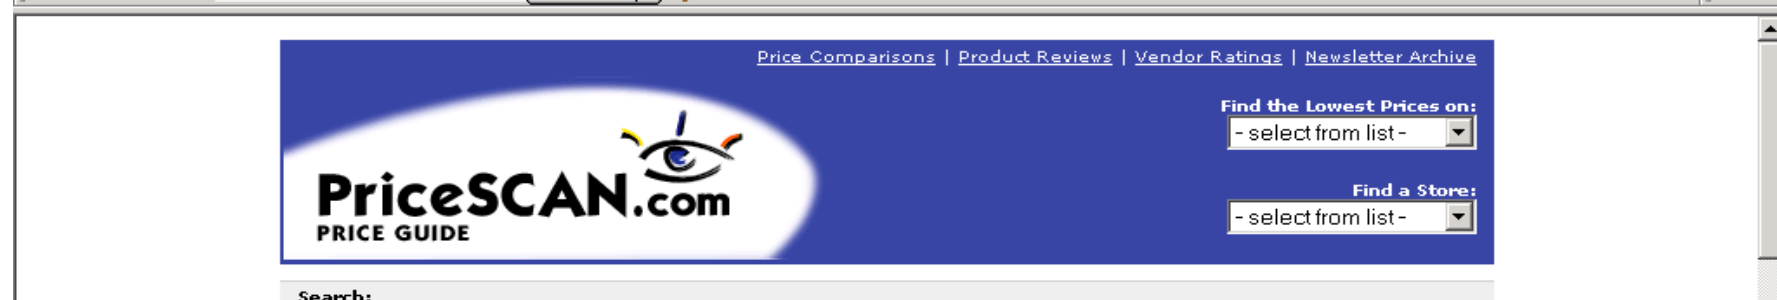 Price Comparisons | Product Reviews | Vendor Ratings | Newsletter Archive
Find the Lowest Prices on:
- select from list -
PriceSCAN.com
PRICE GUIDE
Find a Store:
- select from list -
Search: